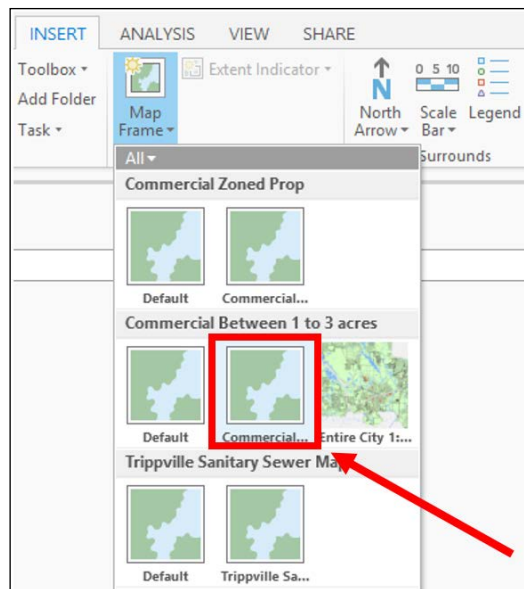 INSERT ANALYSIS VIEW SHARE
Toolbox
Add Folder
Task
Map
Frame
Extent Indicator
N
North
Arrow
0 5 10
Scale
Bar
Legend
Surrounds
All
Commercial Zoned Prop
Default Commercial...
Commercial Between 1 to 3 acres
Default Commercial... Entire City 1:...
Trippville Sanitary Sewer Ma
Default Trippville Sa...